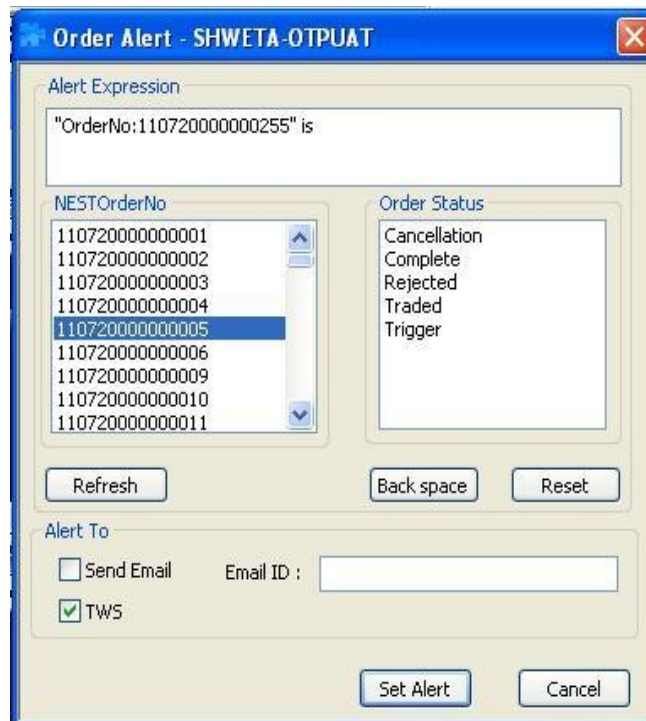 Order Alert - SHWETA-OTPUAT
Alert Expression
"OrderNo:110720000000255" is
NESTOrderNo
110720000000001
110720000000002
110720000000003
110720000000004
110720000000005
110720000000006
110720000000009
110720000000010
110720000000011
Order Status
Cancellation
Complete
Rejected
Traded
Trigger
Refresh
Back space
Reset
Alert To
Send Email
Email ID :
TWS
Set Alert
Cancel